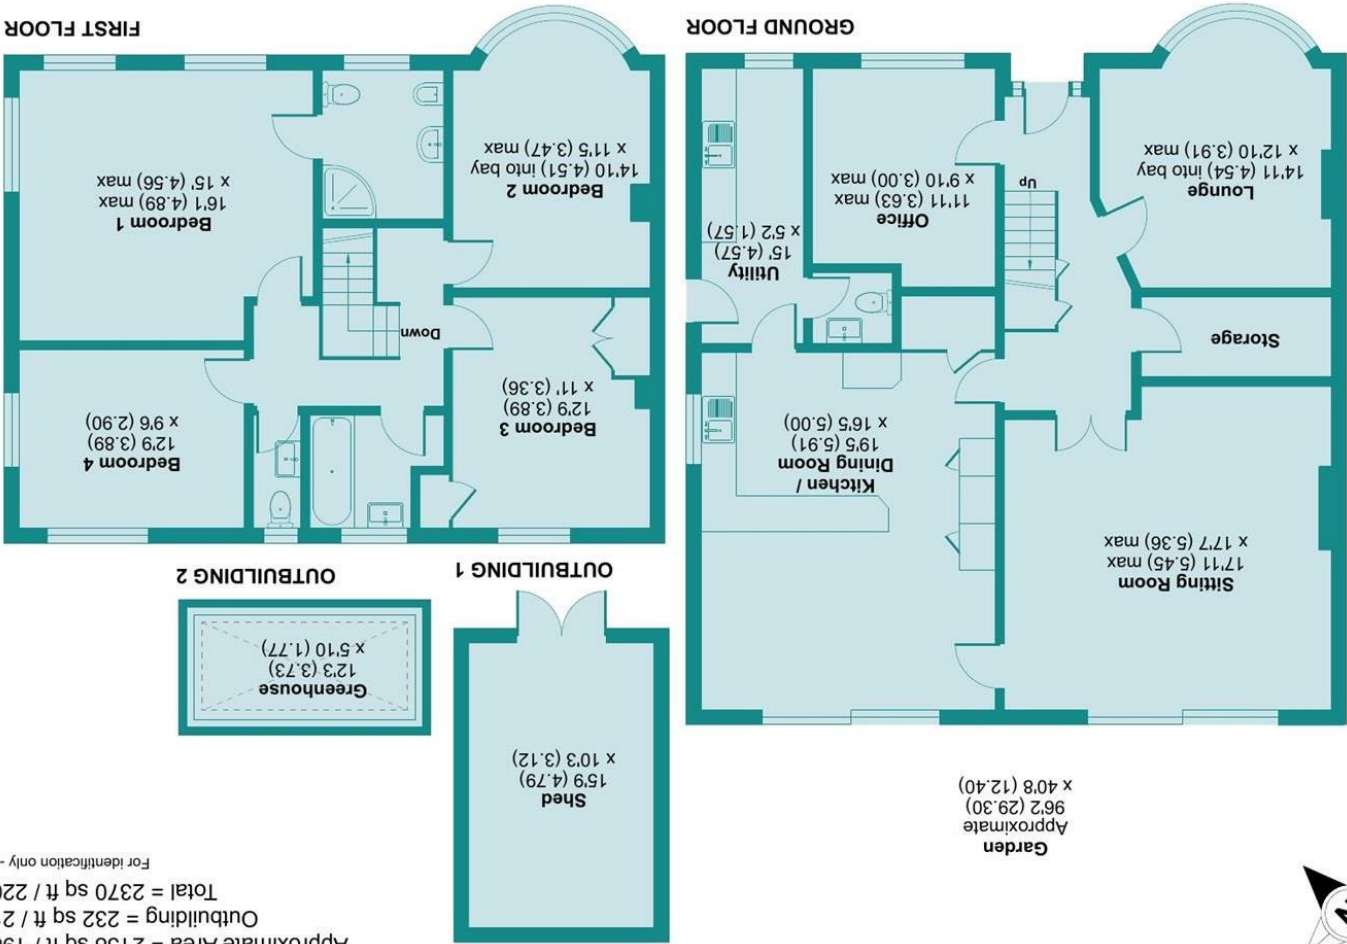 Approximate Area = 2138 sq ft /
Outbuilding = 232 sq ft /
Total = 2370 sq ft /
For identification only -
N
Garden
Approximate
96'2 (29.30)
x 40'8 (12.40)
Shed
15'9 (4.79)
x 10'3 (3.12)
Greenhouse
12'3 (3.73)
x 5'10 (1.77)
OUTBUILDING 1
OUTBUILDING 2
Sitting Room
17'11 (5.45) max
x 17'7 (5.36) max
Kitchen /
Dining Room
19'5 (5.91)
x 16'5 (5.00)
Storage
Utility
15' (4.57)
x 5'2 (1.57)
Lounge
14'11 (4.54) into bay
x 12'10 (3.91) max
Up
Office
11'11 (3.63) max
x 9'10 (3.00) max
GROUND FLOOR
Bedroom 3
12'9 (3.89)
x 11' (3.36)
Bedroom 4
12'9 (3.89)
x 9'6 (2.90)
Down
Bedroom 2
14'10 (4.51) into bay
x 11'5 (3.47) max
Bedroom 1
16'1 (4.89) max
x 15' (4.56) max
FIRST FLOOR